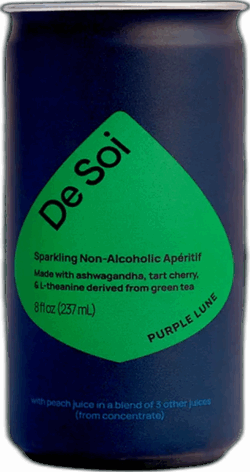 De Soi
Sparkling Non-Alcoholic Apéritif
Made with ashwagandha, tart cherry,
& L-theanine derived from green tea
8 fl oz (237 mL)
PURPLE LUNE
with peach juice in a blend of 3 other juices
(from concentrate)